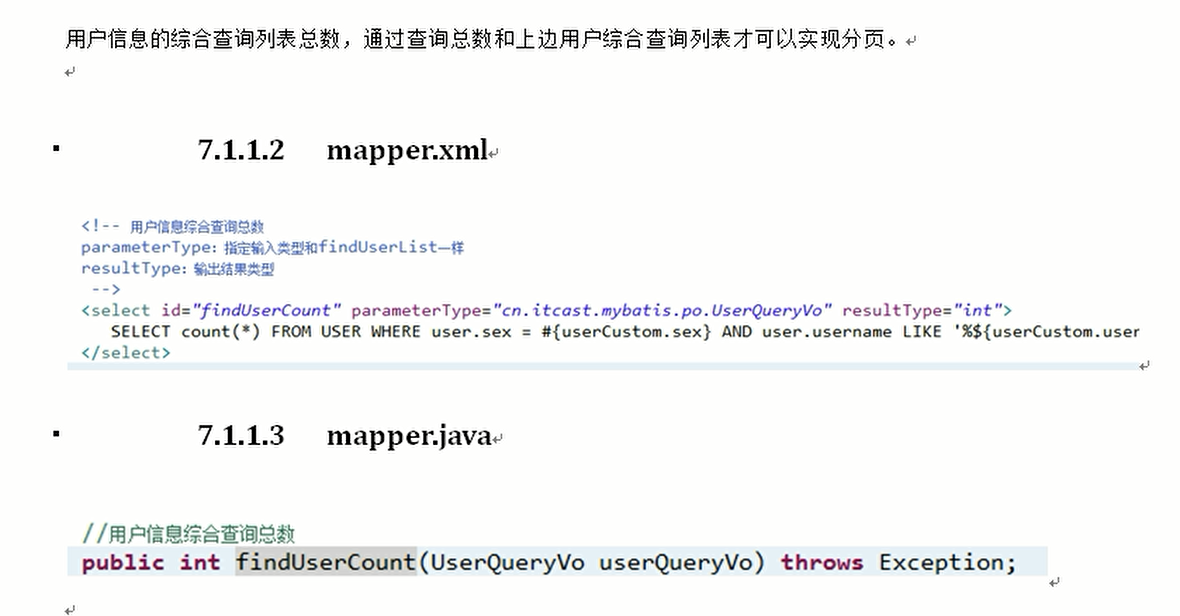 用户信息的综合查询列表总数，通过查询总数和上边用户综合查询列表才可以实现分页。
7.1.1.2 mapper.xml
<!-- 用户信息综合查询总数
parameterType：指定输入类型和findUserList一样
resultType：输出结果类型
-->
<select id="findUserCount" parameterType="cn.itcast.mybatis.po.UserQueryVo" resultType="int">
SELECT count(*) FROM USER WHERE user.sex = #{userCustom.sex} AND user.username LIKE '%${userCustom.user
</select>
7.1.1.3 mapper.java
//用户信息综合查询总数
public int findUserCount(UserQueryVo userQueryVo) throws Exception;